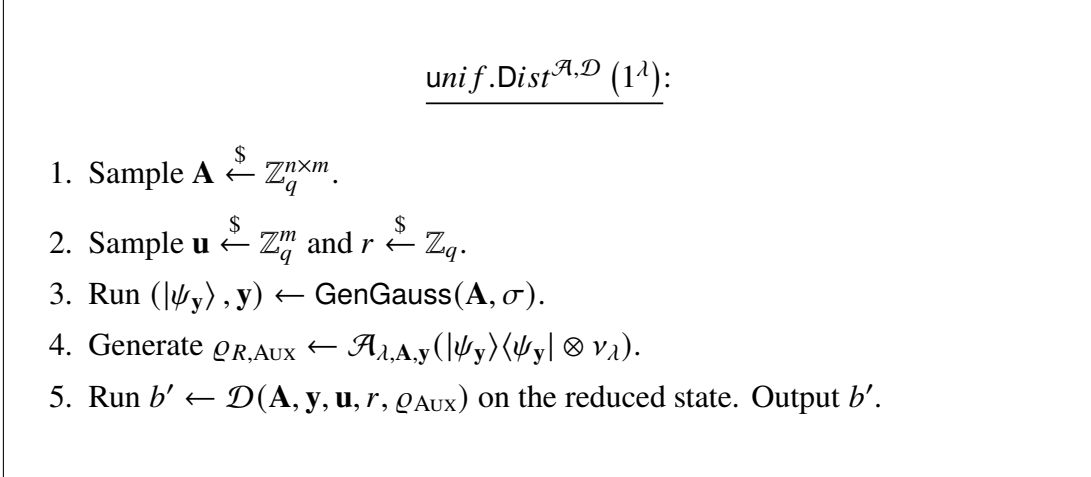 unif.Dist^{𝒜,𝒟} (1^λ):
1. Sample A ←^$ ℤ_q^{n×m}.
2. Sample u ←^$ ℤ_q^m and r ←^$ ℤ_q.
3. Run (|ψ_y⟩ , y) ← GenGauss(A, σ).
4. Generate ϱ_{R,Aux} ← 𝒜_{λ,A,y}(|ψ_y⟩⟨ψ_y| ⊗ ν_λ).
5. Run b′ ← 𝒟(A, y, u, r, ϱ_{Aux}) on the reduced state. Output b′.